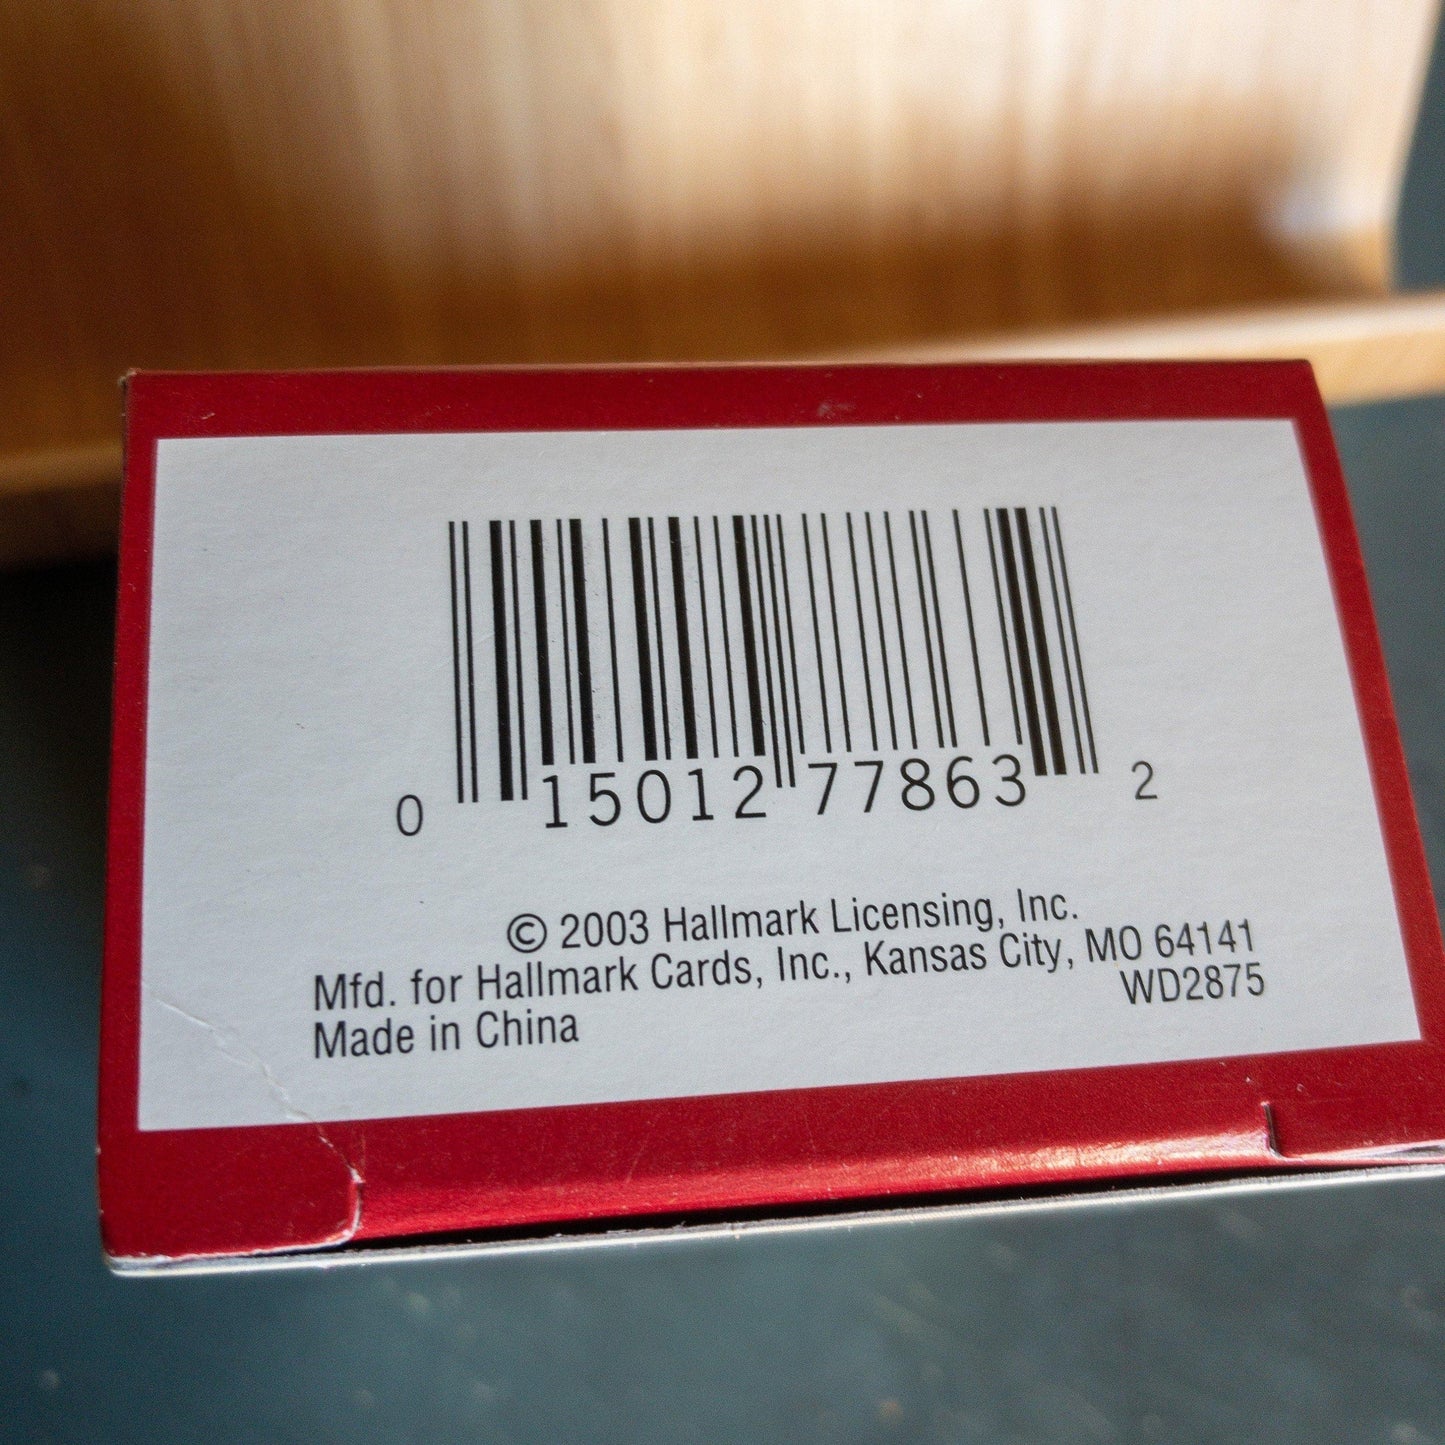 0 15012 77863 2
© 2003 Hallmark Licensing, Inc.
Mfd. for Hallmark Cards, Inc., Kansas City, MO 64141
Made in China
WD2875